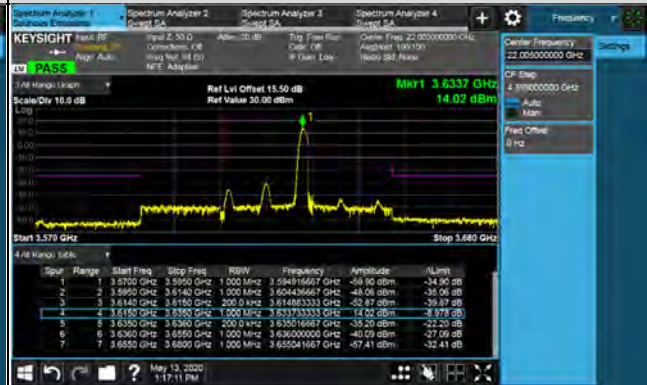 Spectrum Analyzer 1 Spectrum Analyzer 2 Spectrum Analyzer 3 Spectrum Analyzer 4 + Frequency
Spurious Emissions Swept SA Swept SA Swept SA
KEYSIGHT Input: RF Input Z: 50 Ω Atten: 30 dB Trig: Free Run Center Freq: 22.005000000 GHz
Corrections: Off Gate: Off Avg|Hold: 100/100
Align: Auto Freq Ref: Int (S) IF Gain: Low Radio Std: None
NFE: Adaptive
LW PASS
3 All Range Graph
Scale/Div 10.0 dB
Ref Lvl Offset 15.50 dB
Ref Value 30.00 dBm
Mkr1 3.6337 GHz
14.02 dBm
Log
1
Start 3.570 GHz Stop 3.680 GHz
4 All Range Table
Spur Range Start Freq Stop Freq RBW Frequency Amplitude ΔLimit
1 1 3.5700 GHz 3.5950 GHz 1.000 MHz 3.594916667 GHz -59.90 dBm -34.90 dB
2 2 3.5950 GHz 3.6140 GHz 1.000 MHz 3.604436667 GHz -48.06 dBm -35.06 dB
3 3 3.6140 GHz 3.6150 GHz 200.0 kHz 3.614883333 GHz -52.87 dBm -39.87 dB
4 4 3.6150 GHz 3.6350 GHz 1.000 MHz 3.633733333 GHz 14.02 dBm -8.978 dB
5 5 3.6350 GHz 3.6360 GHz 200.0 kHz 3.635016667 GHz -35.20 dBm -22.20 dB
6 6 3.6360 GHz 3.6550 GHz 1.000 MHz 3.636000000 GHz -40.09 dBm -27.09 dB
7 7 3.6550 GHz 3.6800 GHz 1.000 MHz 3.655041667 GHz -57.41 dBm -32.41 dB
Center Frequency
22.005000000 GHz
Settings
CF Step
Auto
Man
Freq Offset
0 Hz
? May 13, 2020
1:17:11 PM